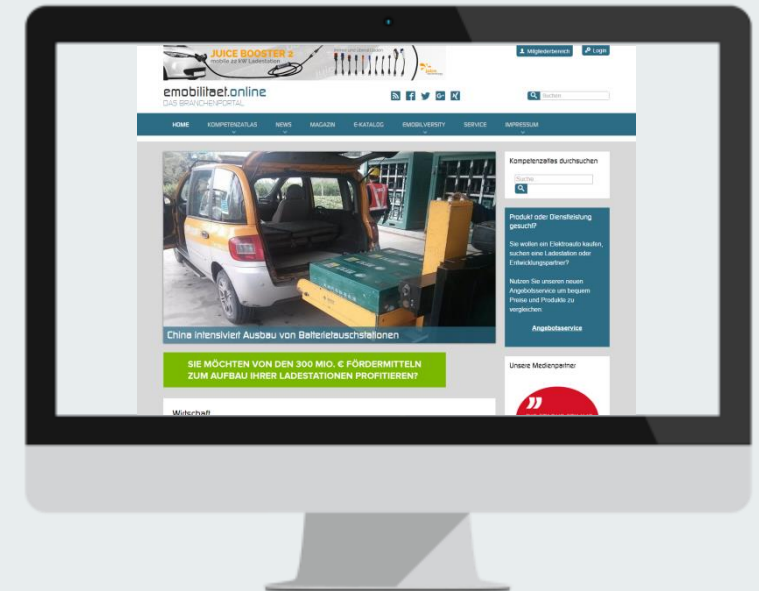 JUICE BOOSTER 2
mobile 22 kW Ladestation
Mitgliederbereich
Login
emobilitaet.online
DAS BRANCHENPORTAL
Suchen
HOME KOMPETENZATLAS NEWS MAGAZIN E-KATALOG EMOBILVERSITY SERVICE IMPRESSUM
China intensiviert Ausbau von Batterietauschstationen
SIE MÖCHTEN VON DEN 300 MIO. € FÖRDERMITTELN
ZUM AUFBAU IHRER LADESTATIONEN PROFITIEREN?
Wirtschaft
Kompetenzatlas durchsuchen
Suche
Produkt oder Dienstleistung
gesucht?
Sie wollen ein Elektroauto kaufen,
suchen eine Ladestation oder
Entwicklungspartner?
Nutzen Sie unseren neuen
Angebotsservice um bequem
Preise und Produkte zu
vergleichen:
Angebotsservice
Unsere Medienpartner